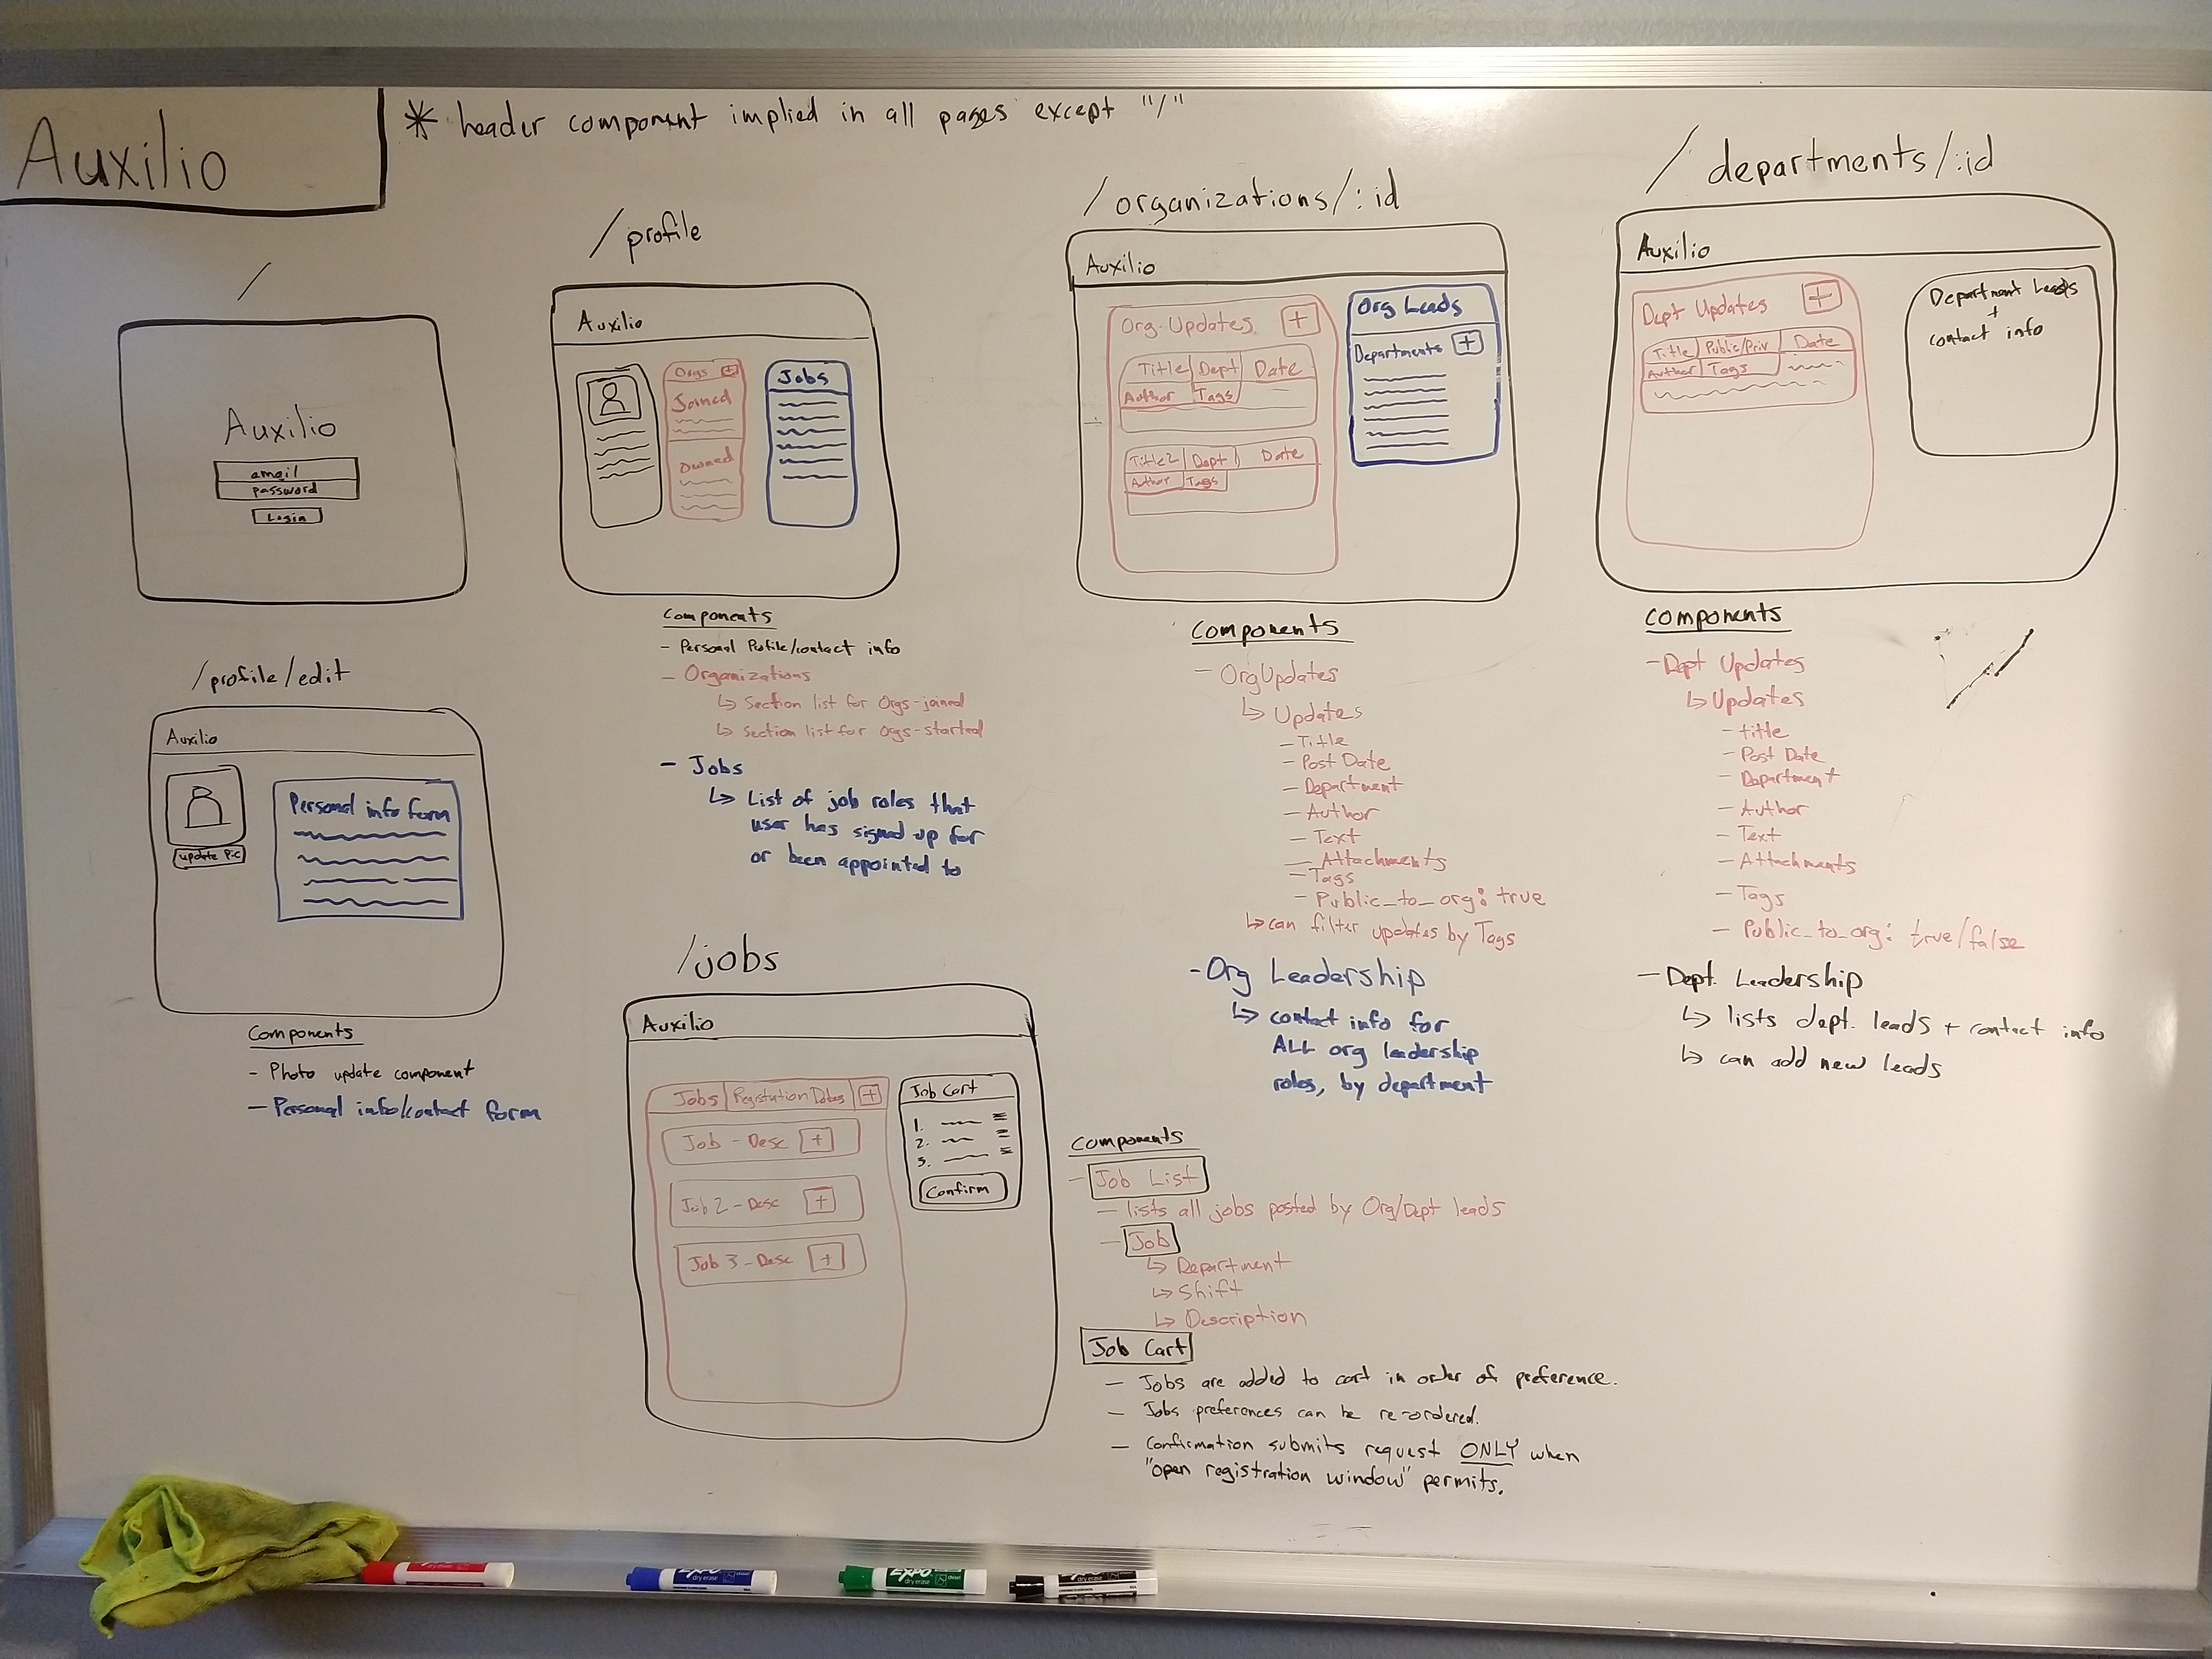 Auxilio
* header component implied in all pages except "/"
/
Auxilio
email
password
Login
/profile
Auxilio
Orgs +
Joined
Owned
Jobs
Components
- Personal Profile/contact info
- Organizations
↳ Section list for Orgs-joined
↳ Section list for Ogs-started
- Jobs
↳ List of job roles that
user has signed up for
or been appointed to
/organizations/:id
Auxilio
Org-Updates +
Title Dept Date
Author Tags
Title2 Dept Date
Author Tags
Org Leads
Departments +
Components
- OrgUpdates
↳ Updates
- Title
- Post Date
- Department
- Author
- Text
- Attachments
- Tags
- Public_to_org: true
↳ can filter updates by Tags
- Org Leadership
↳ contact info for
ALL org leadership
roles, by department
/departments/:id
Auxilio
Dept Updates +
Title Public/Priv Date
Author Tags
Department Leads
+
contact info
Components
- Dept Updates
↳ Updates
- title
- Post Date
- Department
- Author
- Text
- Attachments
- Tags
- Public_to_org: true/false
- Dept. Leadership
↳ lists dept. leads + contact info
↳ can add new leads
/profile/edit
Auxilio
update Pic
Personal info form
Components
- Photo update component
- Personal info/contact form
/jobs
Auxilio
Jobs Registration Dates +
Job - Desc +
Job 2 - Desc +
Job 3 - Desc +
Job Cart
1.
2.
3.
Confirm
Components
- Job List
- lists all jobs posted by Org/Dept leads
- Job
↳ Department
↳ Shift
↳ Description
Job Cart
- Jobs are added to cart in order of preference.
- Jobs preferences can be re-ordered.
- Confirmation submits request ONLY when
"open registration window" permits.
EXPO
dry erase
EXPO
dry erase
EXPO
dry erase